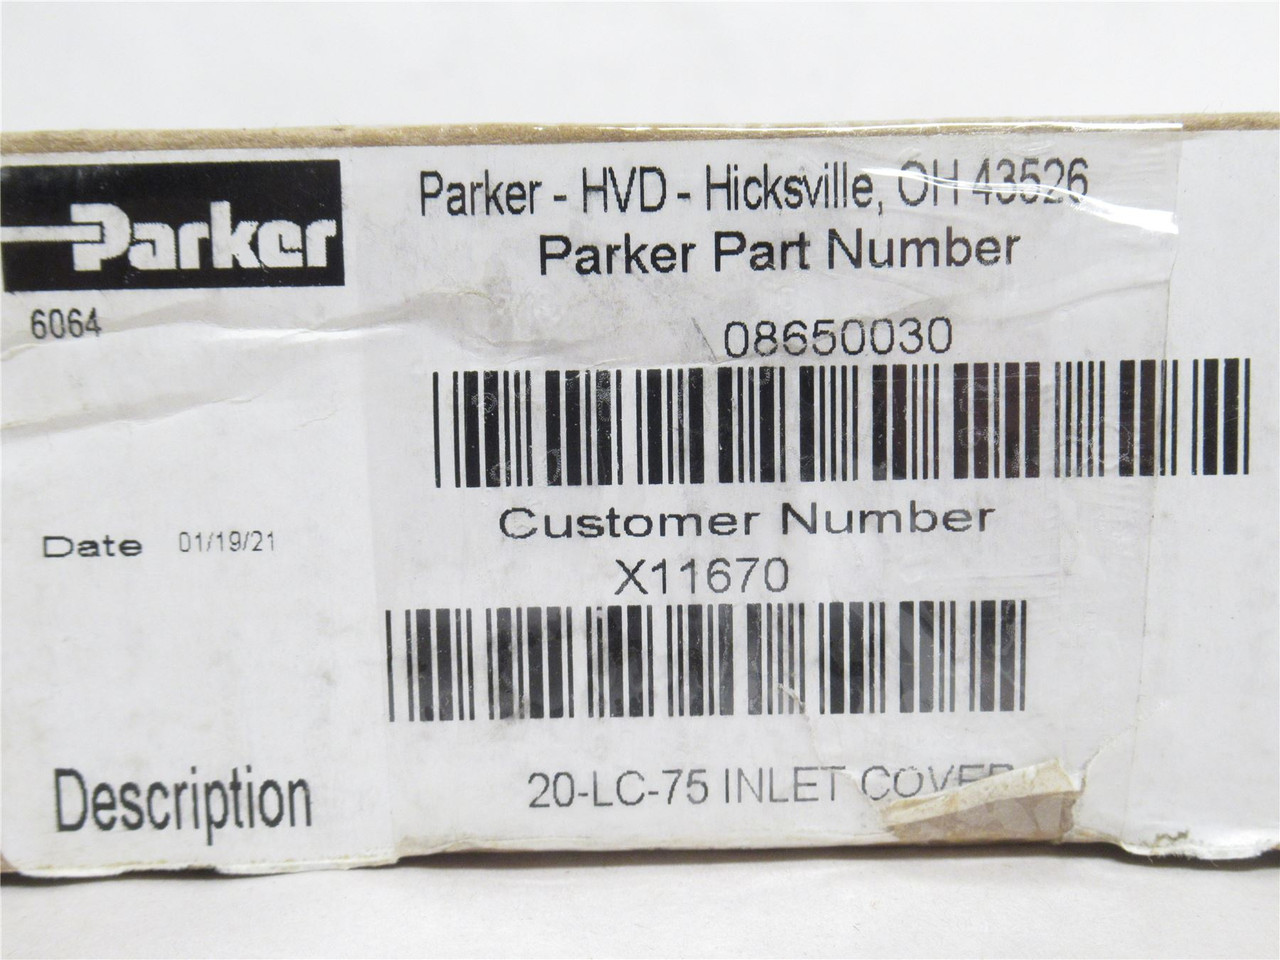 Parker
Parker - HVD - Hicksville, OH 43526
Parker Part Number
6064
08650030
Customer Number
Date 01/19/21
X11670
Description 20-LC-75 INLET COVER